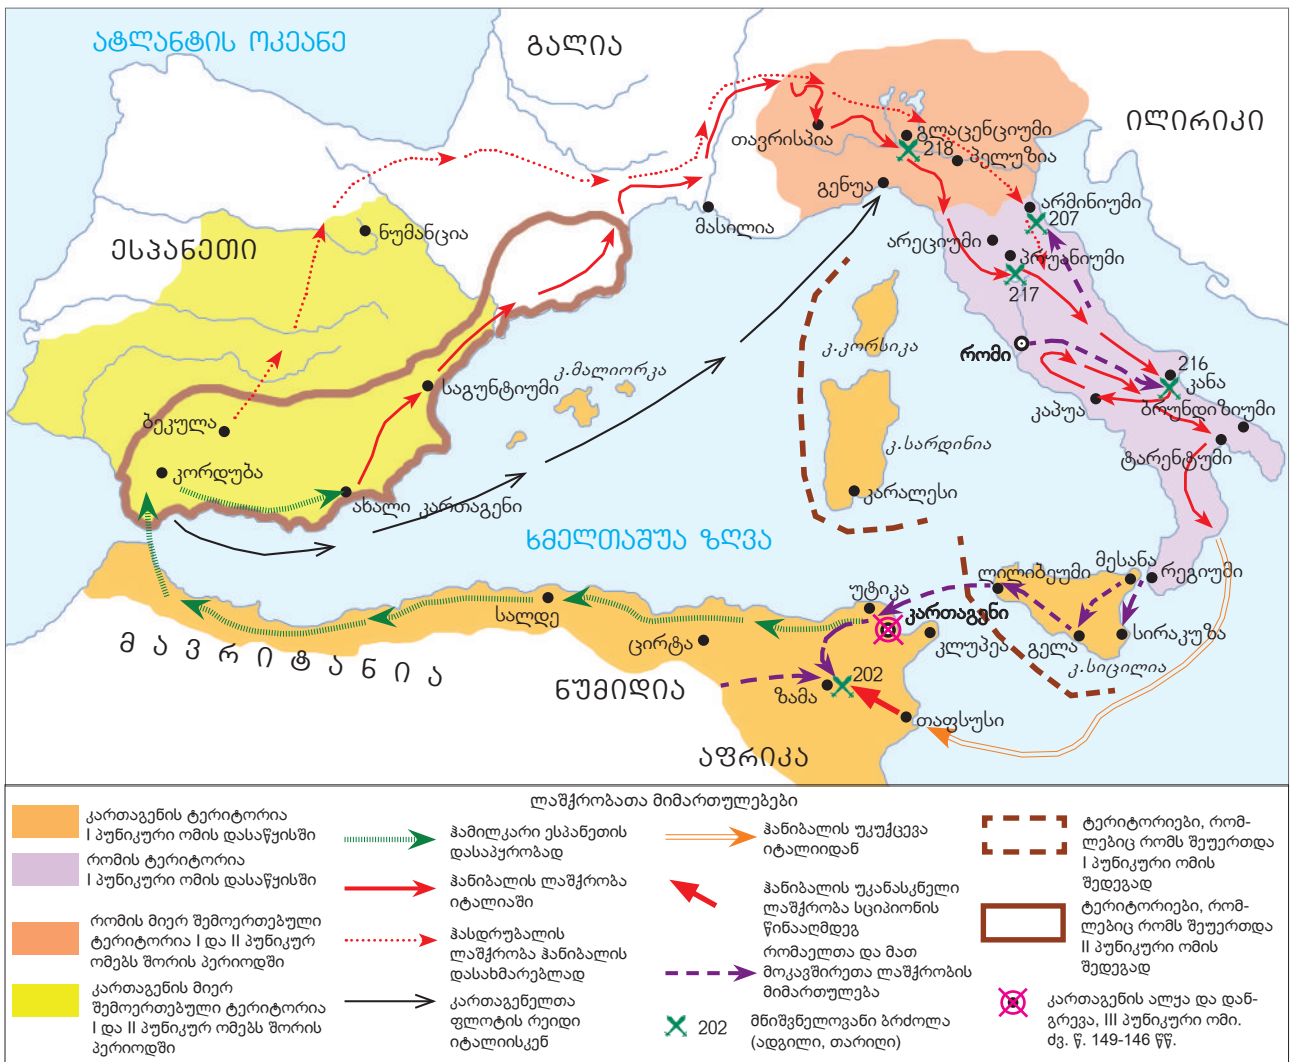 ატლანტის ოკეანე
გალია
ილირიკი
თავრისპია
გლაცენციუმი
218
პელუზია
გენუა
მასილია
არმინიუმი
207
ნუმანცია
ესპანეთი
არეციუმი
პრუანიუმი
217
რომი
კ.კორსიკა
კ.მალიორკა
საგუნტიუმი
216
კანა
კაპუა
ბრუნდიზიუმი
ბეკულა
ტარენტუმი
კ.სარდინია
კორდუბა
ახალი კართაგენი
კარალესი
ხმელთაშუა ზღვა
მესანა
ლილიბეუმი
რეგიუმი
უტიკა
კართაგენი
სალდე
სირაკუზა
ცირტა
კლუპეა
გელა
კ.სიცილია
მავრიტანია
ნუმიდია
ზამა
202
თაფსუსი
აფრიკა
ლაშქრობათა მიმართულებები
კართაგენის ტერიტორია
I პუნიკური ომის დასაწყისში
რომის ტერიტორია
I პუნიკური ომის დასაწყისში
რომის მიერ შემოერთებული
ტერიტორია I და II პუნიკურ
ომებს შორის პერიოდში
კართაგენის მიერ
შემოერთებული ტერიტორია
I და II პუნიკურ ომებს შორის
პერიოდში
ჰამილკარი ესპანეთის
დასაპყრობად
ჰანიბალის ლაშქრობა
იტალიაში
ჰასდრუბალის
ლაშქრობა ჰანიბალის
დასახმარებლად
კართაგენელთა
ფლოტის რეიდი
იტალიისკენ
ჰანიბალის უკუქცევა
იტალიიდან
ჰანიბალის უკანასკნელი
ლაშქრობა სციპიონის
წინააღმდეგ
რომაელთა და მათ
მოკავშირეთა ლაშქრობის
მიმართულება
202
მნიშვნელოვანი ბრძოლა
(ადგილი, თარიღი)
ტერიტორიები, რომ-
ლებიც რომს შეუერთდა
I პუნიკური ომის
შედეგად
ტერიტორიები, რომ-
ლებიც რომს შეუერთდა
II პუნიკური ომის
შედეგად
კართაგენის ალყა და დან-
გრევა, III პუნიკური ომი.
ძვ. წ. 149-146 წწ.